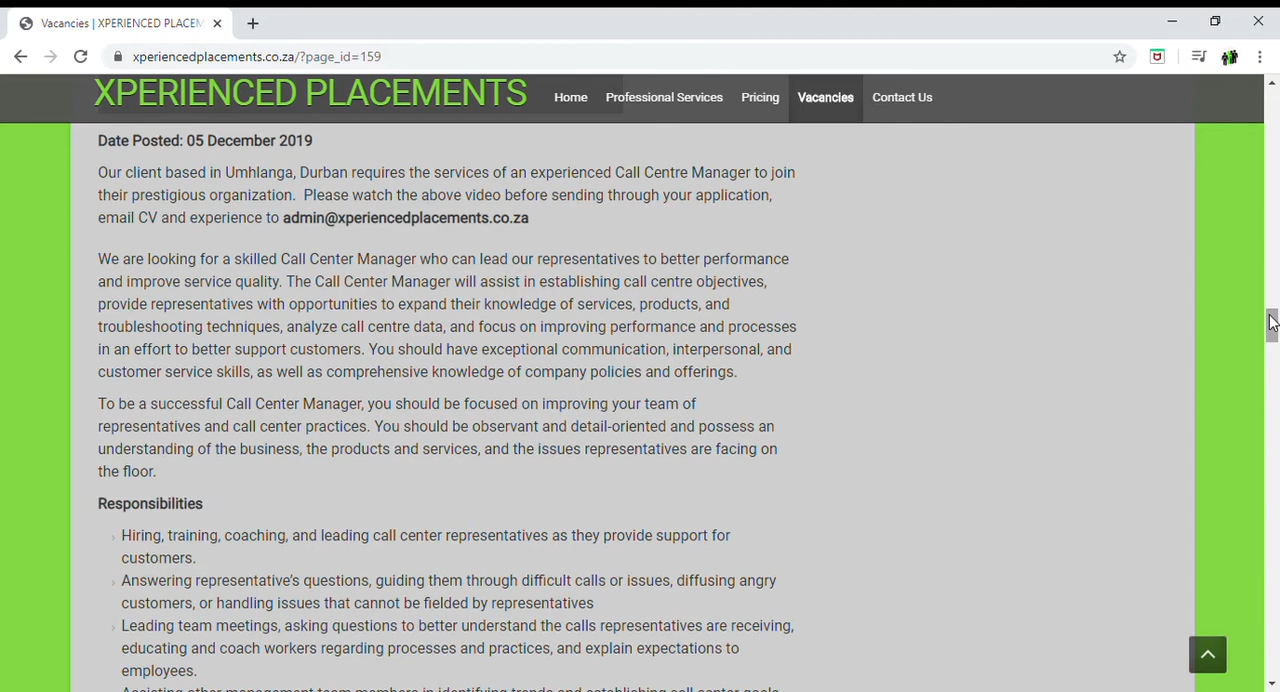 Vacancies | XPERIENCED PLACEM
xperiencedplacements.co.za/?page_id=159
XPERIENCED PLACEMENTS
Home Professional Services Pricing Vacancies Contact Us
Date Posted: 05 December 2019
Our client based in Umhlanga, Durban requires the services of an experienced Call Centre Manager to join
their prestigious organization. Please watch the above video before sending through your application,
email CV and experience to admin@xperiencedplacements.co.za
We are looking for a skilled Call Center Manager who can lead our representatives to better performance
and improve service quality. The Call Center Manager will assist in establishing call centre objectives,
provide representatives with opportunities to expand their knowledge of services, products, and
troubleshooting techniques, analyze call centre data, and focus on improving performance and processes
in an effort to better support customers. You should have exceptional communication, interpersonal, and
customer service skills, as well as comprehensive knowledge of company policies and offerings.
To be a successful Call Center Manager, you should be focused on improving your team of
representatives and call center practices. You should be observant and detail-oriented and possess an
understanding of the business, the products and services, and the issues representatives are facing on
the floor.
Responsibilities
Hiring, training, coaching, and leading call center representatives as they provide support for
customers.
Answering representative's questions, guiding them through difficult calls or issues, diffusing angry
customers, or handling issues that cannot be fielded by representatives
Leading team meetings, asking questions to better understand the calls representatives are receiving,
educating and coach workers regarding processes and practices, and explain expectations to
employees.
Assisting other management team members in identifying trends and establishing call center goals